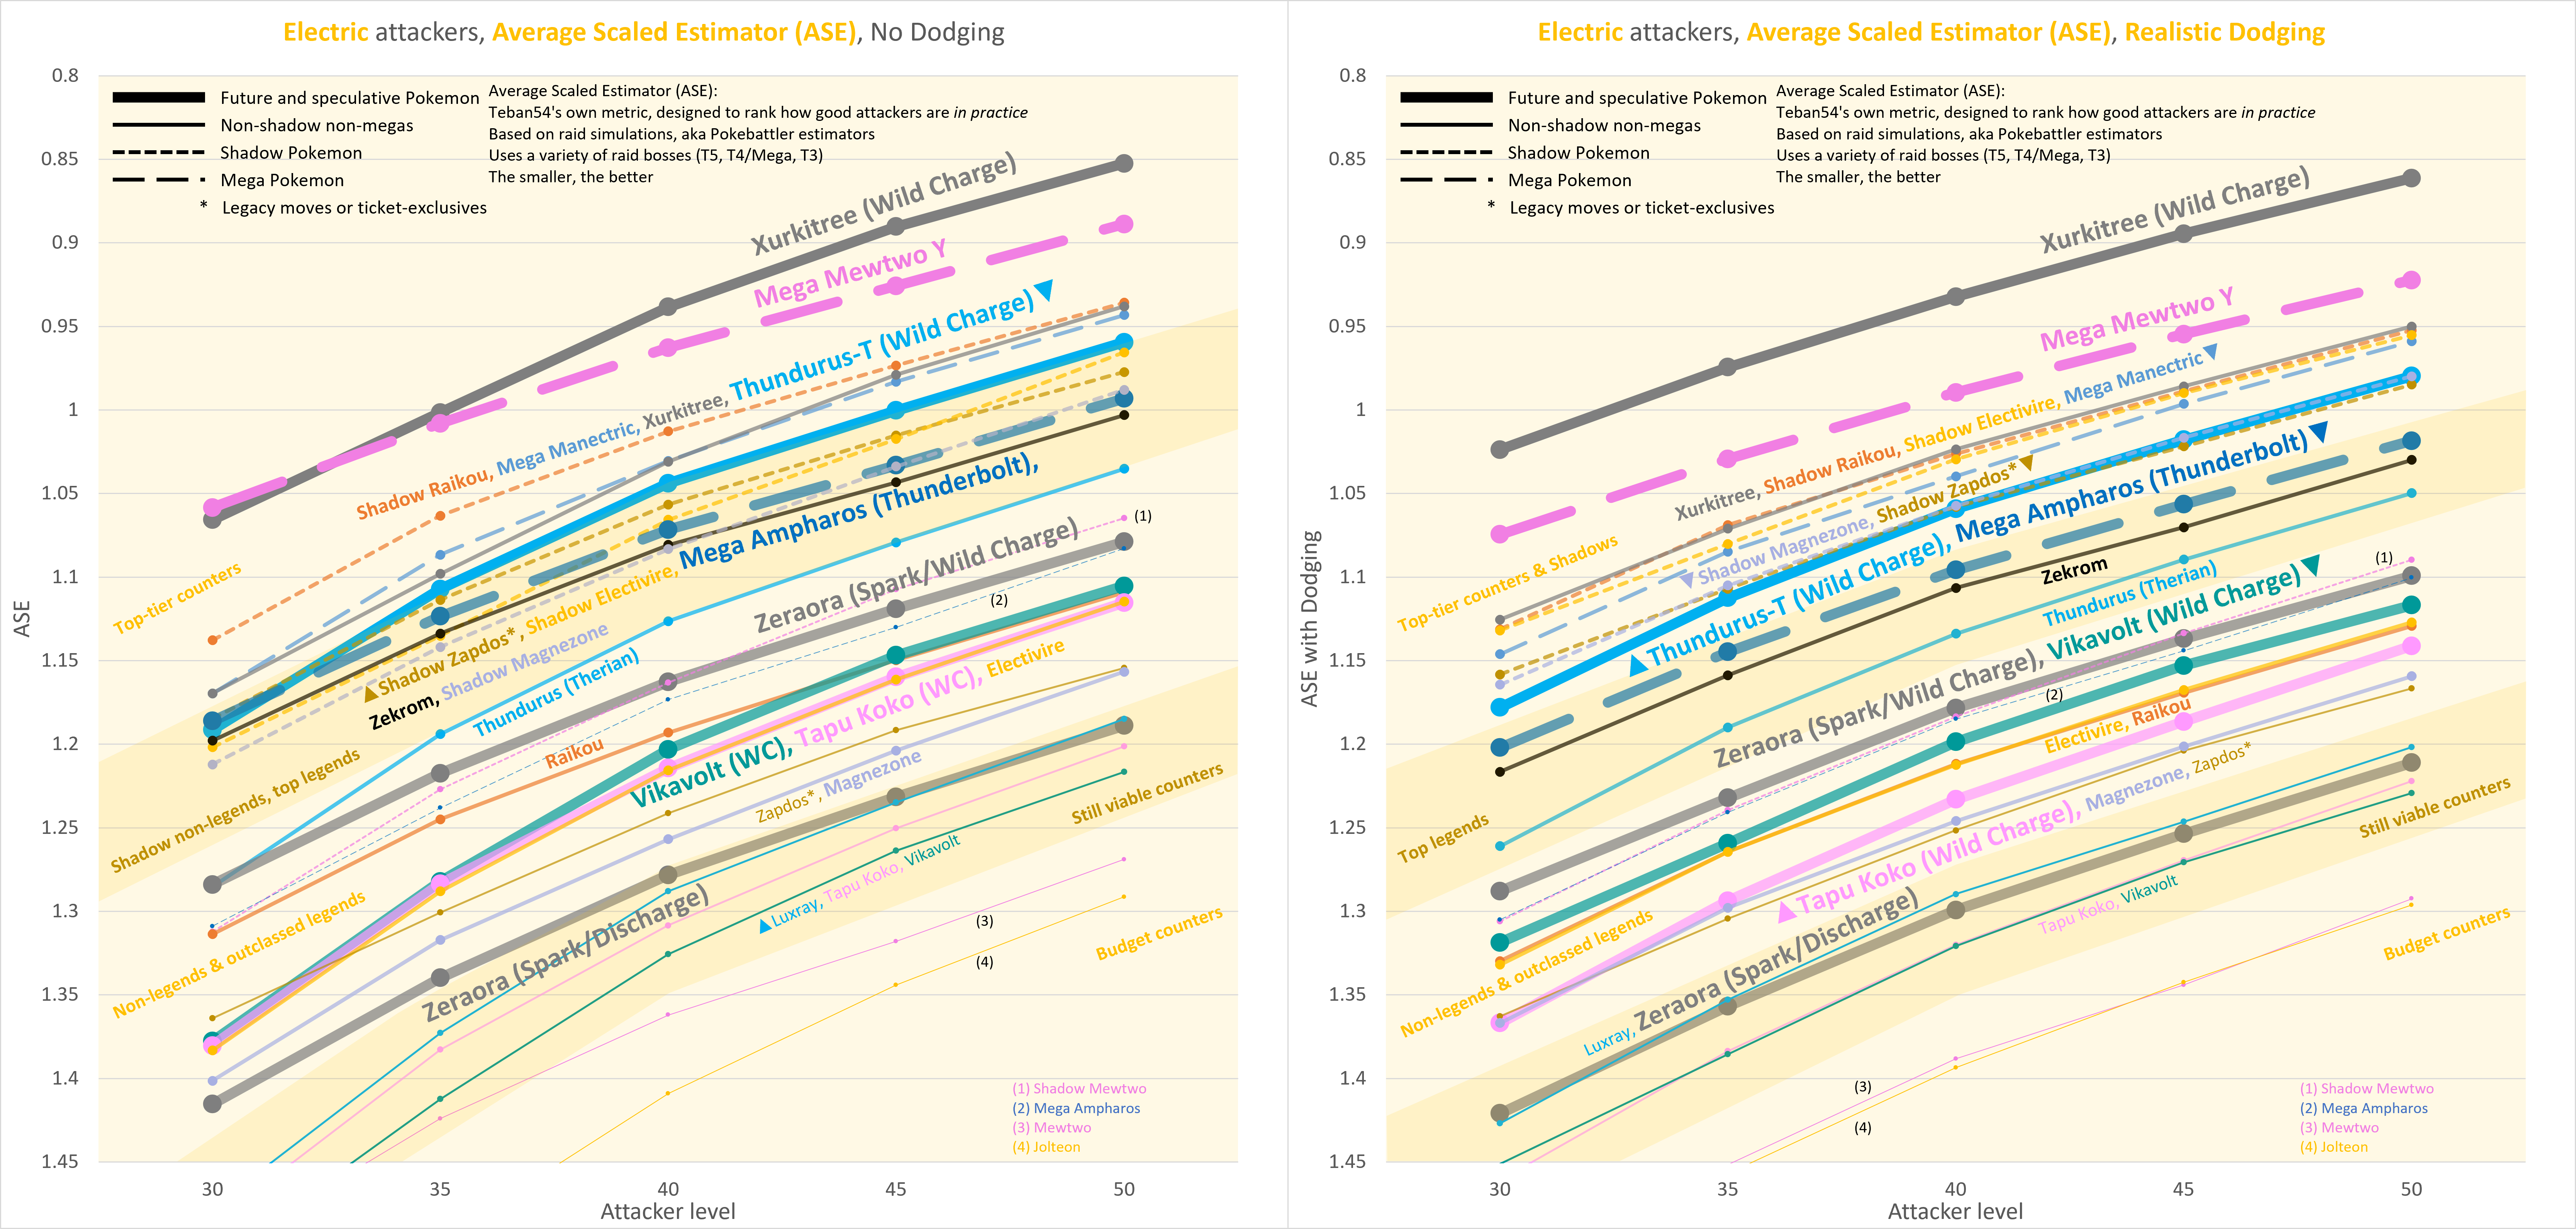 Electric attackers, Average Scaled Estimator (ASE), No Dodging
0.8
0.85
0.9
0.95
1
1.05
1.1
1.15
1.2
1.25
1.3
1.35
1.4
1.45
ASE
30
35
40
45
50
Attacker level
Future and speculative Pokemon
Non-shadow non-megas
Shadow Pokemon
Mega Pokemon
* Legacy moves or ticket-exclusives
Average Scaled Estimator (ASE):
Teban54's own metric, designed to rank how good attackers are in practice
Based on raid simulations, aka Pokebattler estimators
Uses a variety of raid bosses (T5, T4/Mega, T3)
The smaller, the better
Xurkitree (Wild Charge)
Mega Mewtwo Y
Shadow Raikou, Mega Manectric, Xurkitree, Thundurus-T (Wild Charge)▼
Mega Ampharos (Thunderbolt),
▲Shadow Zapdos*, Shadow Electivire,
Zekrom, Shadow Magnezone
Thundurus (Therian)
(1)
Zeraora (Spark/Wild Charge)
(2)
Raikou
Vikavolt (WC), Tapu Koko (WC), Electivire
Zapdos*, Magnezone
Zeraora (Spark/Discharge)
▲Luxray, Tapu Koko, Vikavolt
(3)
(4)
Top-tier counters
Shadow non-legends, top legends
Non-legends & outclassed legends
Still viable counters
Budget counters
(1) Shadow Mewtwo
(2) Mega Ampharos
(3) Mewtwo
(4) Jolteon
Electric attackers, Average Scaled Estimator (ASE), Realistic Dodging
0.8
0.85
0.9
0.95
1
1.05
1.1
1.15
1.2
1.25
1.3
1.35
1.4
1.45
ASE with Dodging
30
35
40
45
50
Attacker level
Future and speculative Pokemon
Non-shadow non-megas
Shadow Pokemon
Mega Pokemon
* Legacy moves or ticket-exclusives
Average Scaled Estimator (ASE):
Teban54's own metric, designed to rank how good attackers are in practice
Based on raid simulations, aka Pokebattler estimators
Uses a variety of raid bosses (T5, T4/Mega, T3)
The smaller, the better
Xurkitree (Wild Charge)
Mega Mewtwo Y
Xurkitree, Shadow Raikou, Shadow Electivire, Mega Manectric▼
▼Shadow Magnezone, Shadow Zapdos*▼
▲Thundurus-T (Wild Charge), Mega Ampharos (Thunderbolt)▼
Zekrom
Thundurus (Therian)
(1)
Zeraora (Spark/Wild Charge), Vikavolt (Wild Charge)▼
(2)
Electivire, Raikou
▲Tapu Koko (Wild Charge), Magnezone, Zapdos*
Luxray, Zeraora (Spark/Discharge)
Tapu Koko, Vikavolt
(3)
(4)
Top-tier counters & Shadows
Top legends
Non-legends & outclassed legends
Still viable counters
Budget counters
(1) Shadow Mewtwo
(2) Mega Ampharos
(3) Mewtwo
(4) Jolteon